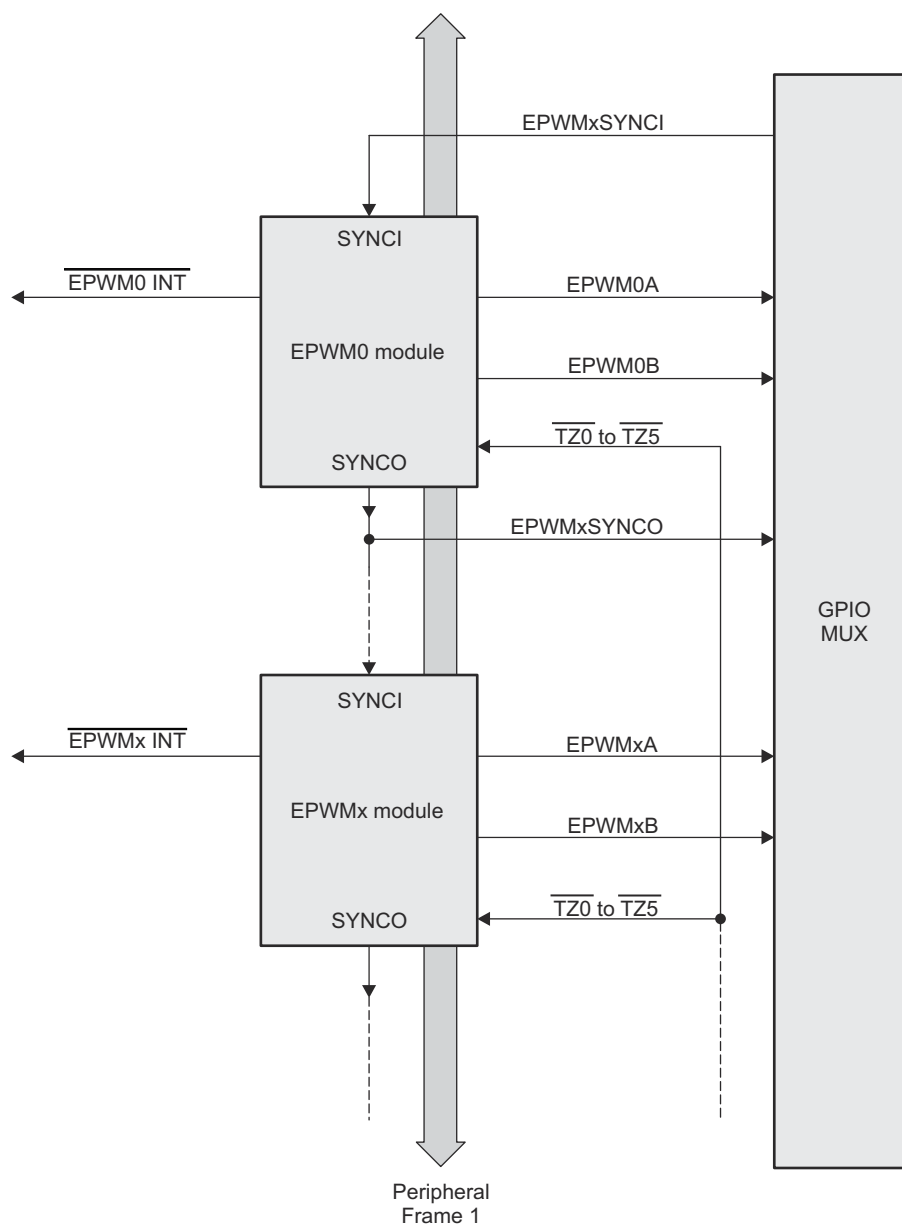 EPWMxSYNCI
SYNCI
EPWM0 INT
EPWM0A
EPWM0 module
EPWM0B
TZ0 to TZ5
SYNCO
EPWMxSYNCO
GPIO
MUX
SYNCI
EPWMx INT
EPWMxA
EPWMx module
EPWMxB
TZ0 to TZ5
SYNCO
Peripheral
Frame 1